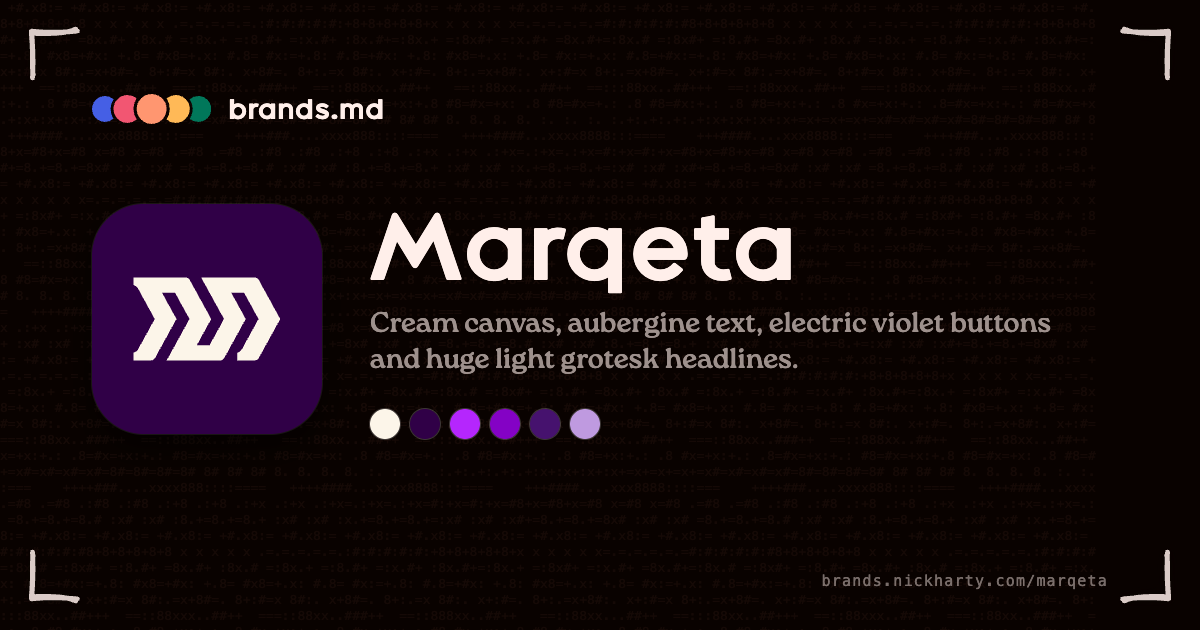 brands.md
Marqeta
Cream canvas, aubergine text, electric violet buttons
and huge light grotesk headlines.
brands.nickharty.com/marqeta